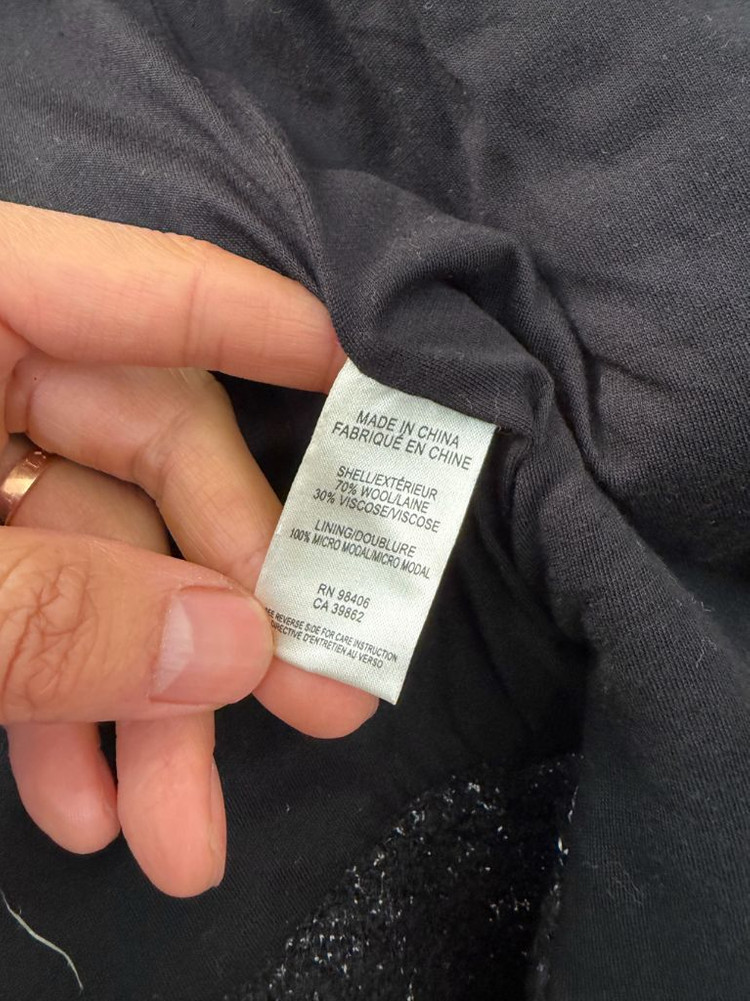 MADE IN CHINA
FABRIQUÉ EN CHINE
SHELL/EXTÉRIEUR
70% WOOL/LAINE
30% VISCOSE/VISCOSE
LINING/DOUBLURE
100% MICRO MODAL/MICRO MODAL
RN 98406
CA 39862
REVERSE SIDE FOR CARE INSTRUCTION
DIRECTIVE D'ENTRETIEN AU VERSO